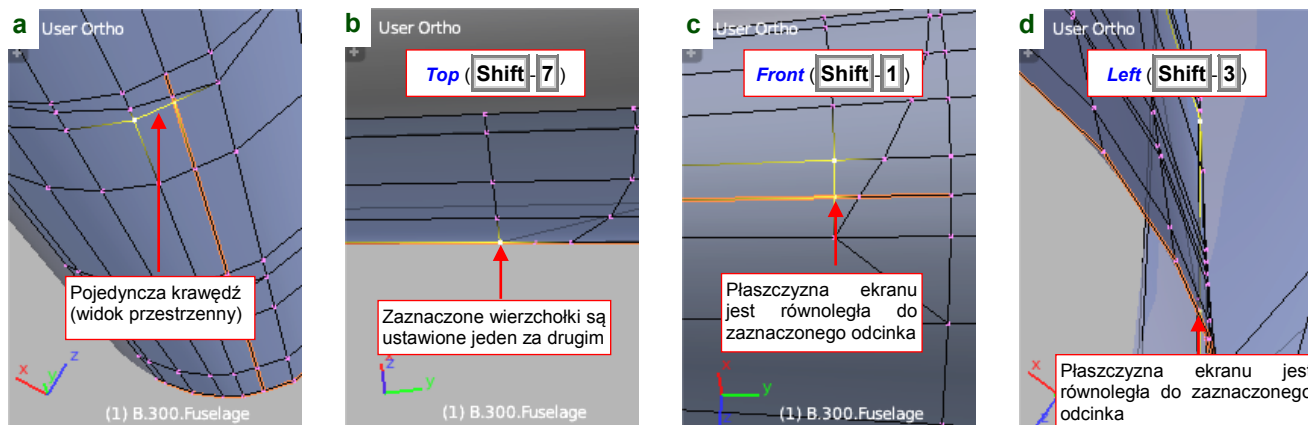 a
User Ortho
Pojedyncza krawędź
(widok przestrzenny)
x
y
z
(1) B.300.Fuselage
b
User Ortho
Top (Shift-7)
Zaznaczone wierzchołki są
ustawione jeden za drugim
z
y
(1) B.300.Fuselage
c
User Ortho
Front (Shift-1)
Płaszczyzna ekranu
jest równoległa do
zaznaczonego odcinka
x
y
z
(1) B.300.Fuselage
d
User Ortho
Left (Shift-3)
Płaszczyzna ekranu jest
równoległa do zaznaczonego
odcinka
x